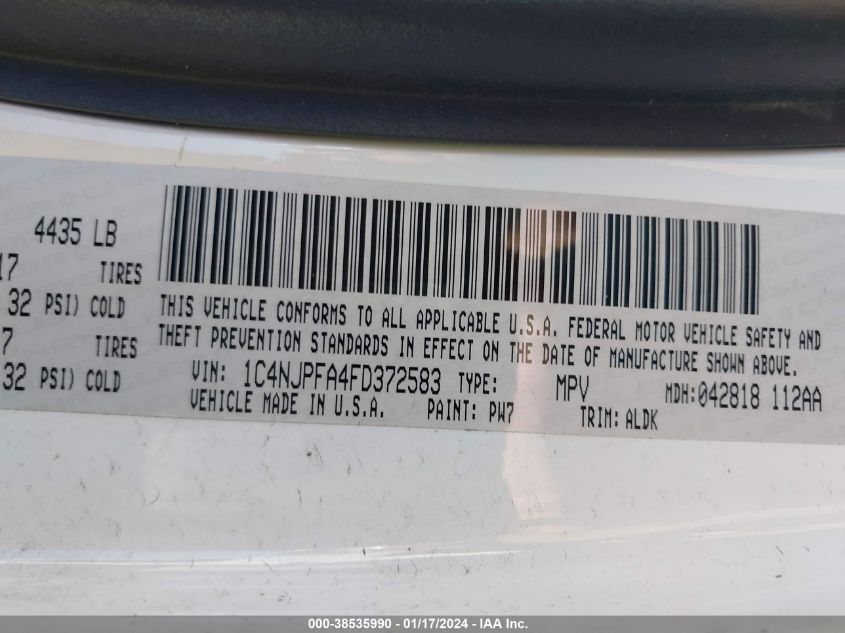 4435 LB
17 TIRES
32 PSI) COLD
7 TIRES
32 PSI) COLD
THIS VEHICLE CONFORMS TO ALL APPLICABLE U.S.A. FEDERAL MOTOR VEHICLE SAFETY AND
THEFT PREVENTION STANDARDS IN EFFECT ON THE DATE OF MANUFACTURE SHOWN ABOVE.
VIN: 1C4NJPFA4FD372583 TYPE: MPV MDH:042818 112AA
VEHICLE MADE IN U.S.A. PAINT: PW7 TRIM: ALDK
000-38535990 - 01/17/2024 - IAA Inc.